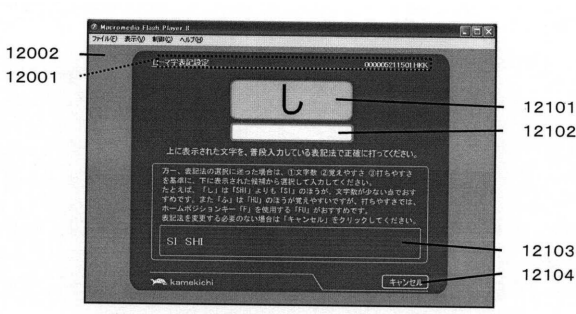 Macromedia Flash Player 8
ファイル(F) 表示(V) 制御(C) ヘルプ(H)
12002
12001
ローマ字表記設定
000005211501HKK
し
12101
12102
上に表示された文字を、普段入力している表記法で正確に打ってください。
万一、表記法の選択に迷った場合は、①文字数 ②覚えやすさ ③打ちやすさ
を基準に、下に表示された候補から選択して入力してください。
たとえば、「し」は「SHI」よりも「SI」のほうが、文字数が少ない点でおす
すめです。また「ふ」は「HU」のほうが覚えやすいですが、打ちやすさでは、
ホームポジションキー「F」を使用する「FU」がおすすめです。
表記法を変更する必要のない場合は「キャンセル」をクリックしてください。
SI SHI
12103
kamekichi
キャンセル
12104